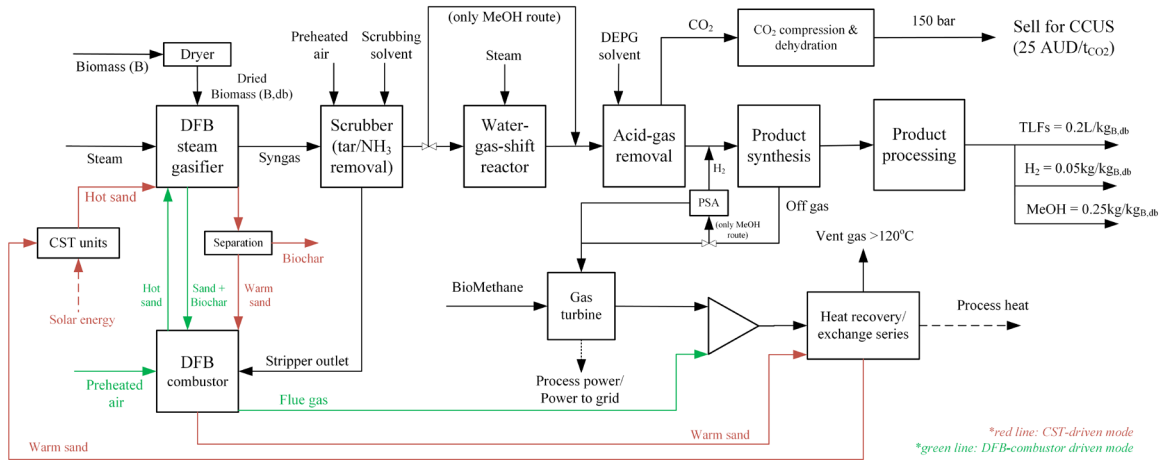 (only MeOH route)
Preheated
air
Scrubbing
solvent
CO2
CO2 compression &
dehydration
150 bar
Sell for CCUS
(25 AUD/tCO2)
Biomass (B)
Dryer
Dried
Biomass (B,db)
Steam
DEPG
solvent
DFB
steam
gasifier
Steam
Syngas
Scrubber
(tar/NH3
removal)
Water-
gas-shift
reactor
Acid-gas
removal
H2
Product
synthesis
Product
processing
TLFs = 0.2L/kgB,db
H2 = 0.05kg/kgB,db
MeOH = 0.25kg/kgB,db
Hot sand
CST units
Solar energy
Separation
Biochar
Hot
sand
Sand +
Biochar
Warm
sand
PSA
(only MeOH
route)
Off gas
Vent gas >120oC
BioMethane
Gas
turbine
Heat recovery/
exchange series
Process heat
Process power/
Power to grid
Preheated
air
DFB
combustor
Stripper outlet
Flue gas
Warm sand
Warm sand
*red line: CST-driven mode
*green line: DFB-combustor driven mode